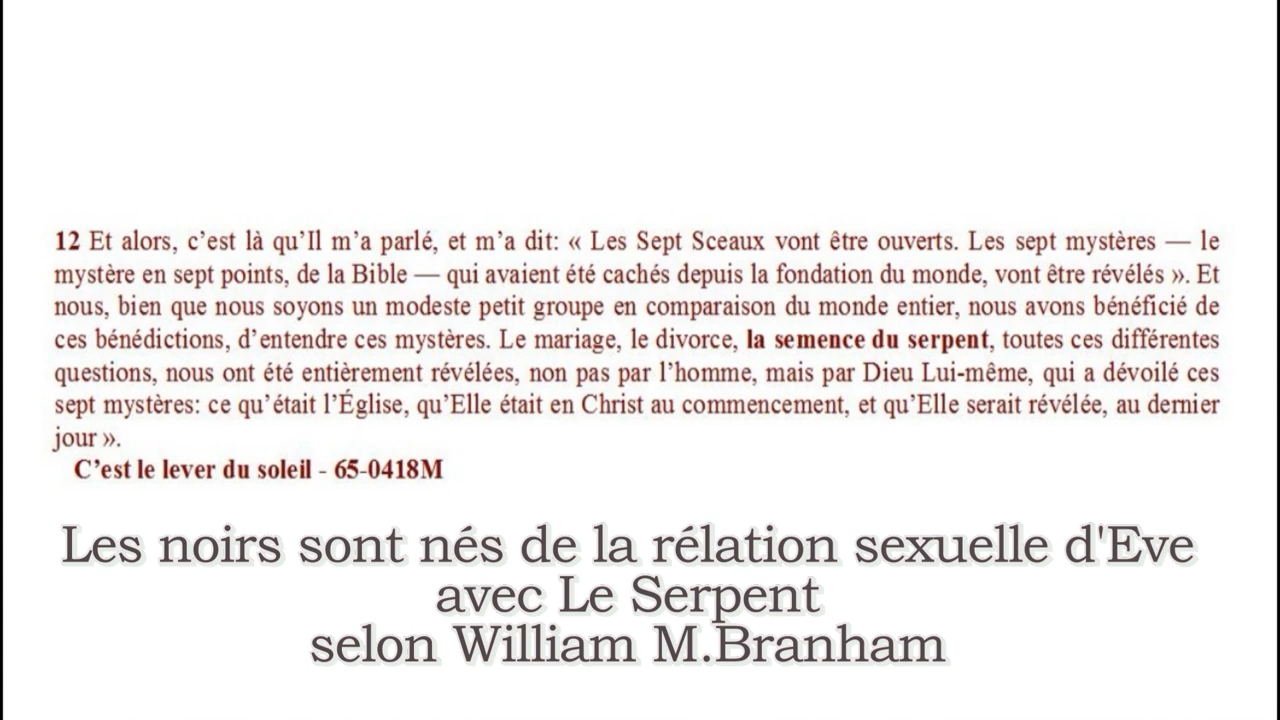 12 Et alors, c’est là qu’Il m’a parlé, et m’a dit: « Les Sept Sceaux vont être ouverts. Les sept mystères — le
mystère en sept points, de la Bible — qui avaient été cachés depuis la fondation du monde, vont être révélés ». Et
nous, bien que nous soyons un modeste petit groupe en comparaison du monde entier, nous avons bénéficié de
ces bénédictions, d’entendre ces mystères. Le mariage, le divorce, la semence du serpent, toutes ces différentes
questions, nous ont été entièrement révélées, non pas par l’homme, mais par Dieu Lui-même, qui a dévoilé ces
sept mystères: ce qu’était l’Église, qu’Elle était en Christ au commencement, et qu’Elle serait révélée, au dernier
jour ».
C’est le lever du soleil - 65-0418M
Les noirs sont nés de la rélation sexuelle d'Eve
avec Le Serpent
selon William M.Branham